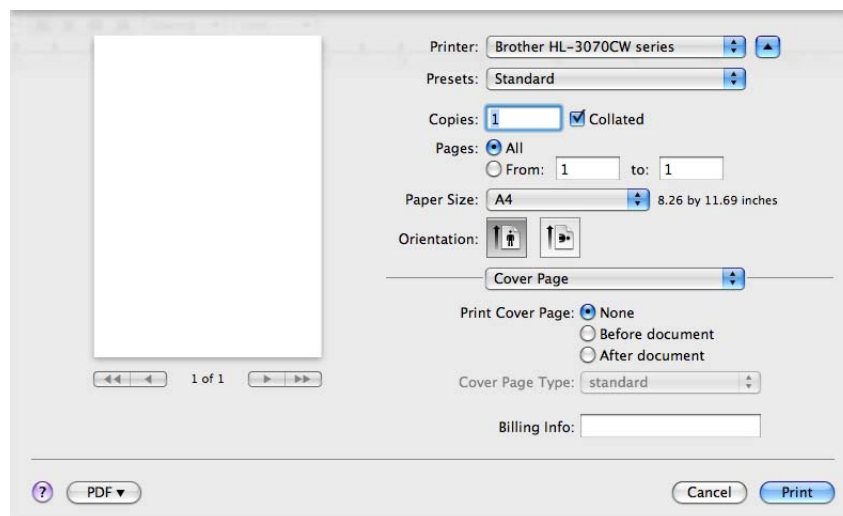 Printer: Brother HL-3070CW series
Presets: Standard
Copies: 1 Collated
Pages: All
From: 1 to: 1
Paper Size: A4 8.26 by 11.69 inches
Orientation:
Cover Page
Print Cover Page: None
Before document
After document
1 of 1
Cover Page Type: standard
Billing Info:
? PDF Cancel Print